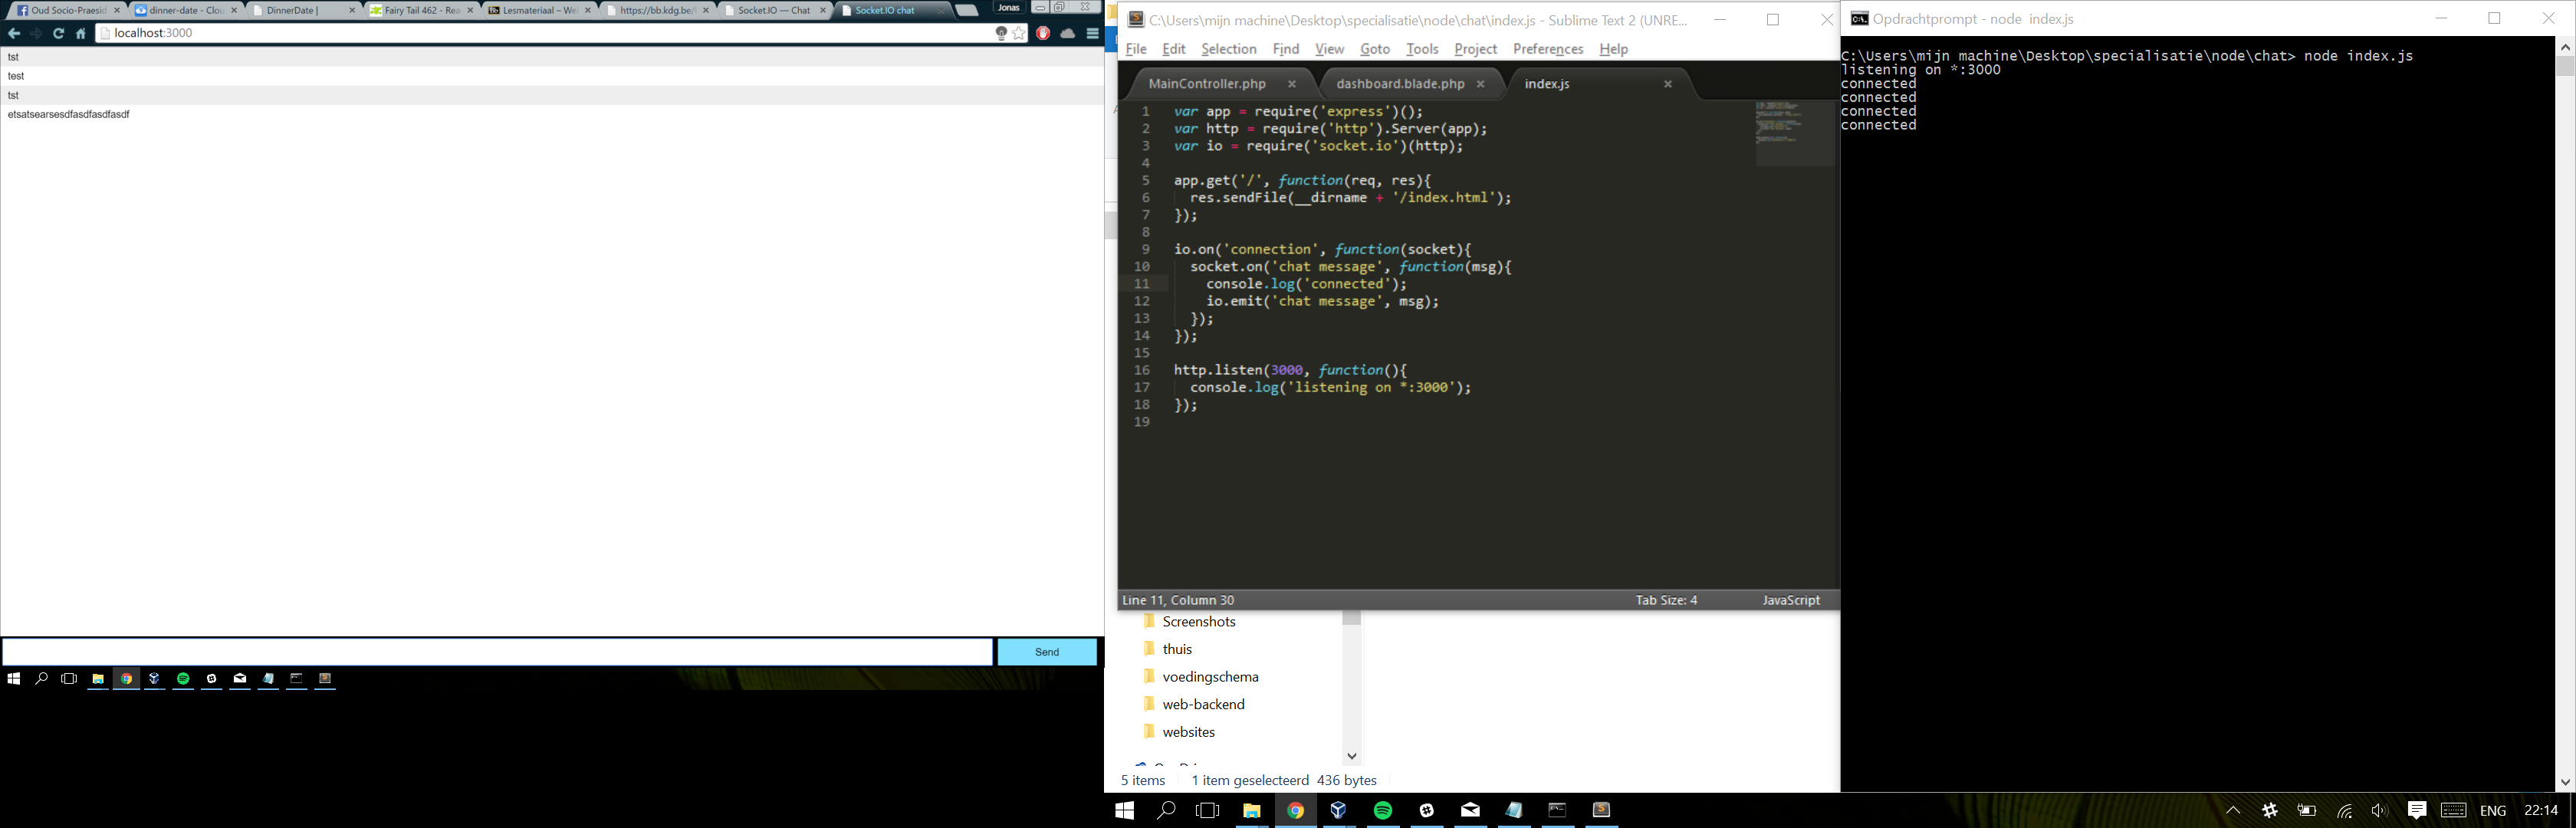 Oud Socio-Praesid
dinner-date - Clou
DinnerDate |
Fairy Tail 462 - Rea
Lesmateriaal – We
https://bb.kdg.be/
Socket.IO — Chat
Socket.IO chat
Jonas
localhost:3000
tst
test
tst
etsatsearsesdfasdfasdfasdf
Send
C:\Users\mijn machine\Desktop\specialisatie\node\chat\index.js - Sublime Text 2 (UNRE...
File Edit Selection Find View Goto Tools Project Preferences Help
MainController.php
dashboard.blade.php
index.js
1 var app = require('express')();
2 var http = require('http').Server(app);
3 var io = require('socket.io')(http);
4
5 app.get('/', function(req, res){
6 res.sendFile(__dirname + '/index.html');
7 });
8
9 io.on('connection', function(socket){
10 socket.on('chat message', function(msg){
11 console.log('connected');
12 io.emit('chat message', msg);
13 });
14 });
15
16 http.listen(3000, function(){
17 console.log('listening on *:3000');
18 });
19
Line 11, Column 30
Tab Size: 4
JavaScript
Screenshots
thuis
voedingschema
web-backend
websites
5 items 1 item geselecteerd 436 bytes
Opdrachtprompt - node index.js
C:\Users\mijn machine\Desktop\specialisatie\node\chat> node index.js
listening on *:3000
connected
connected
connected
connected
ENG 22:14